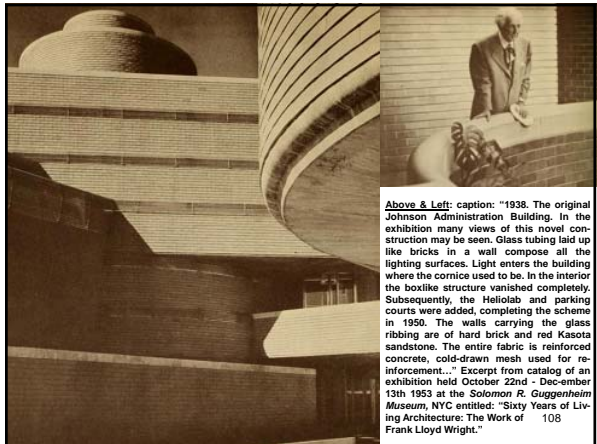 Above & Left: caption: “1938. The original
Johnson Administration Building. In the
exhibition many views of this novel con-
struction may be seen. Glass tubing laid up
like bricks in a wall compose all the
lighting surfaces. Light enters the building
where the cornice used to be. In the interior
the boxlike structure vanished completely.
Subsequently, the Heliolab and parking
courts were added, completing the scheme
in 1950. The walls carrying the glass
ribbing are of hard brick and red Kasota
sandstone. The entire fabric is reinforced
concrete, cold-drawn mesh used for re-
inforcement…” Excerpt from catalog of an
exhibition held October 22nd - Dec-ember
13th 1953 at the Solomon R. Guggenheim
Museum, NYC entitled: “Sixty Years of Liv-
ing Architecture: The Work of
Frank Lloyd Wright.”
108